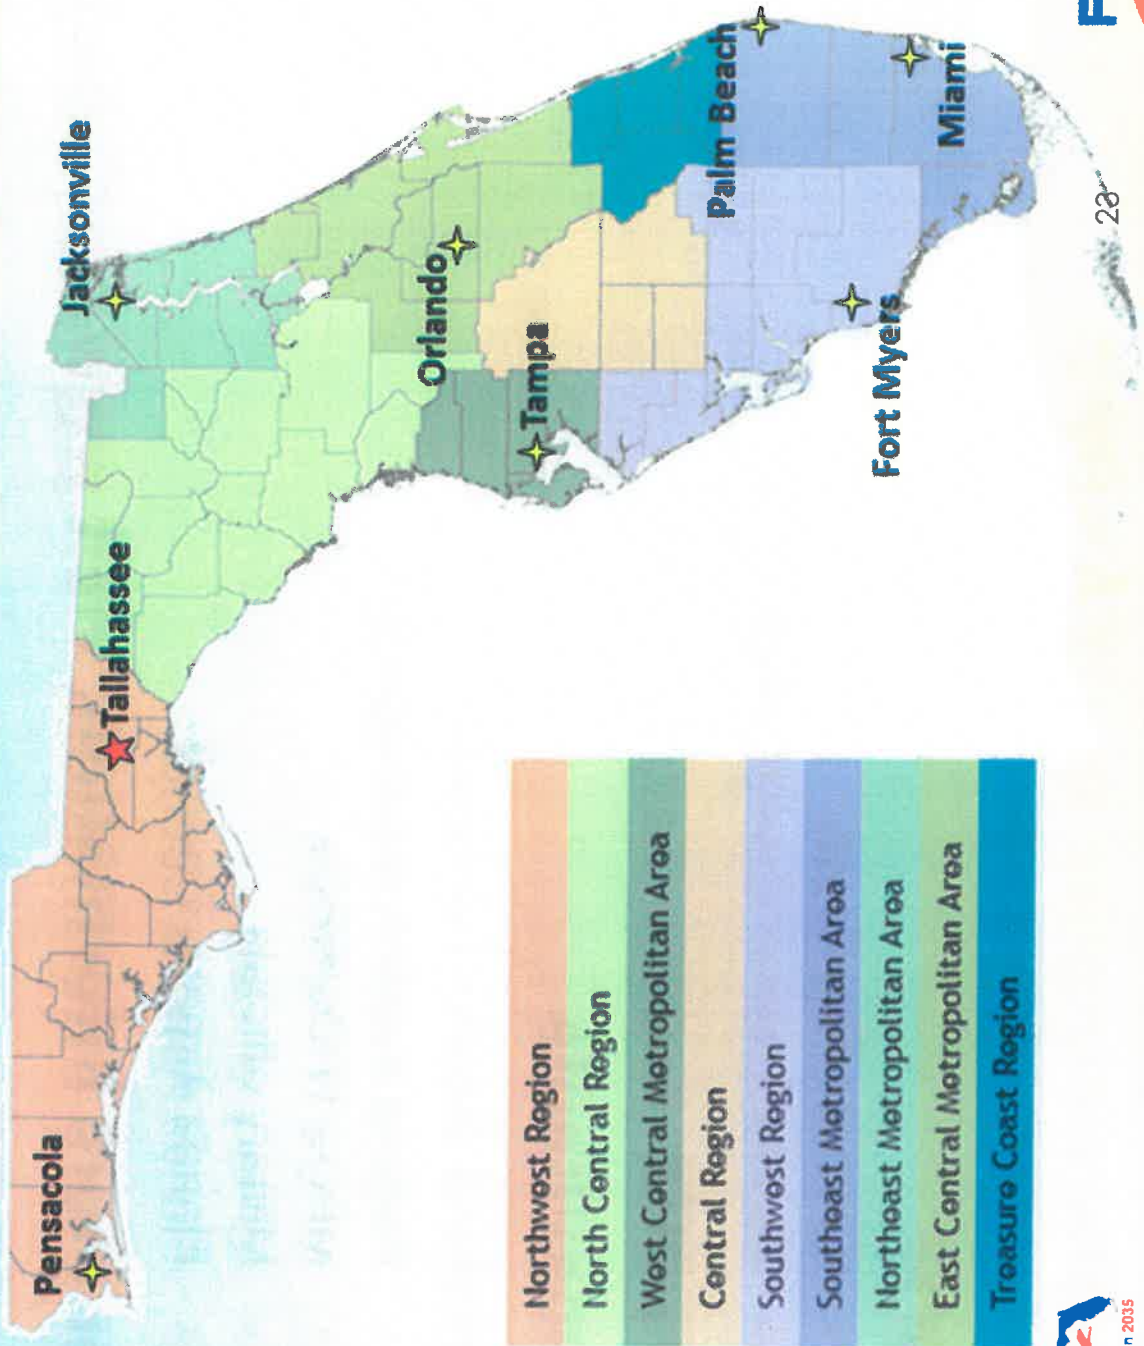 Pensacola
Tallahassee
Jacksonville
Orlando
Tampa
Palm Beach
Fort Myers
Miami
Northwest Region
North Central Region
West Central Metropolitan Area
Central Region
Southwest Region
Southeast Metropolitan Area
Northeast Metropolitan Area
East Central Metropolitan Area
Treasure Coast Region
2035